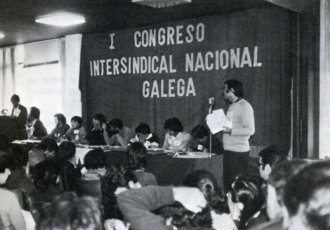 I CONGRESO
INTERSINDICAL NACIONAL
GALEGA